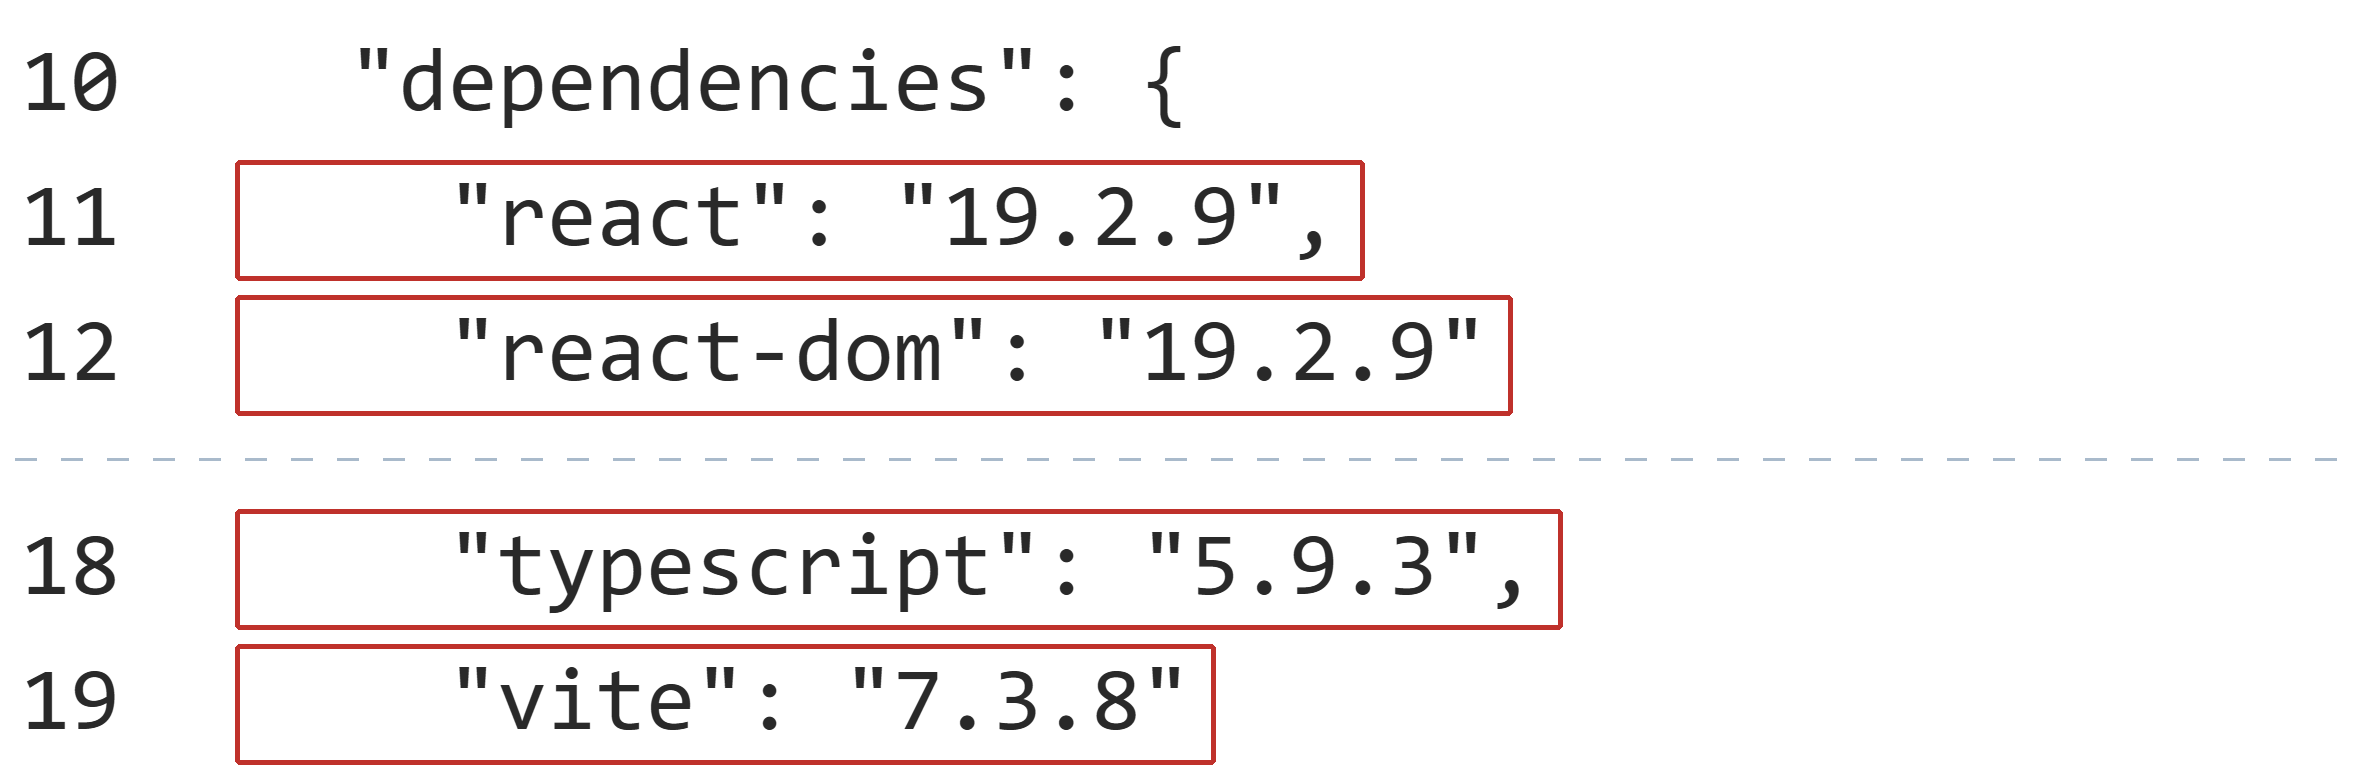 10 "dependencies": {
11 "react": "19.2.9",
12 "react-dom": "19.2.9"
18 "typescript": "5.9.3",
19 "vite": "7.3.8"